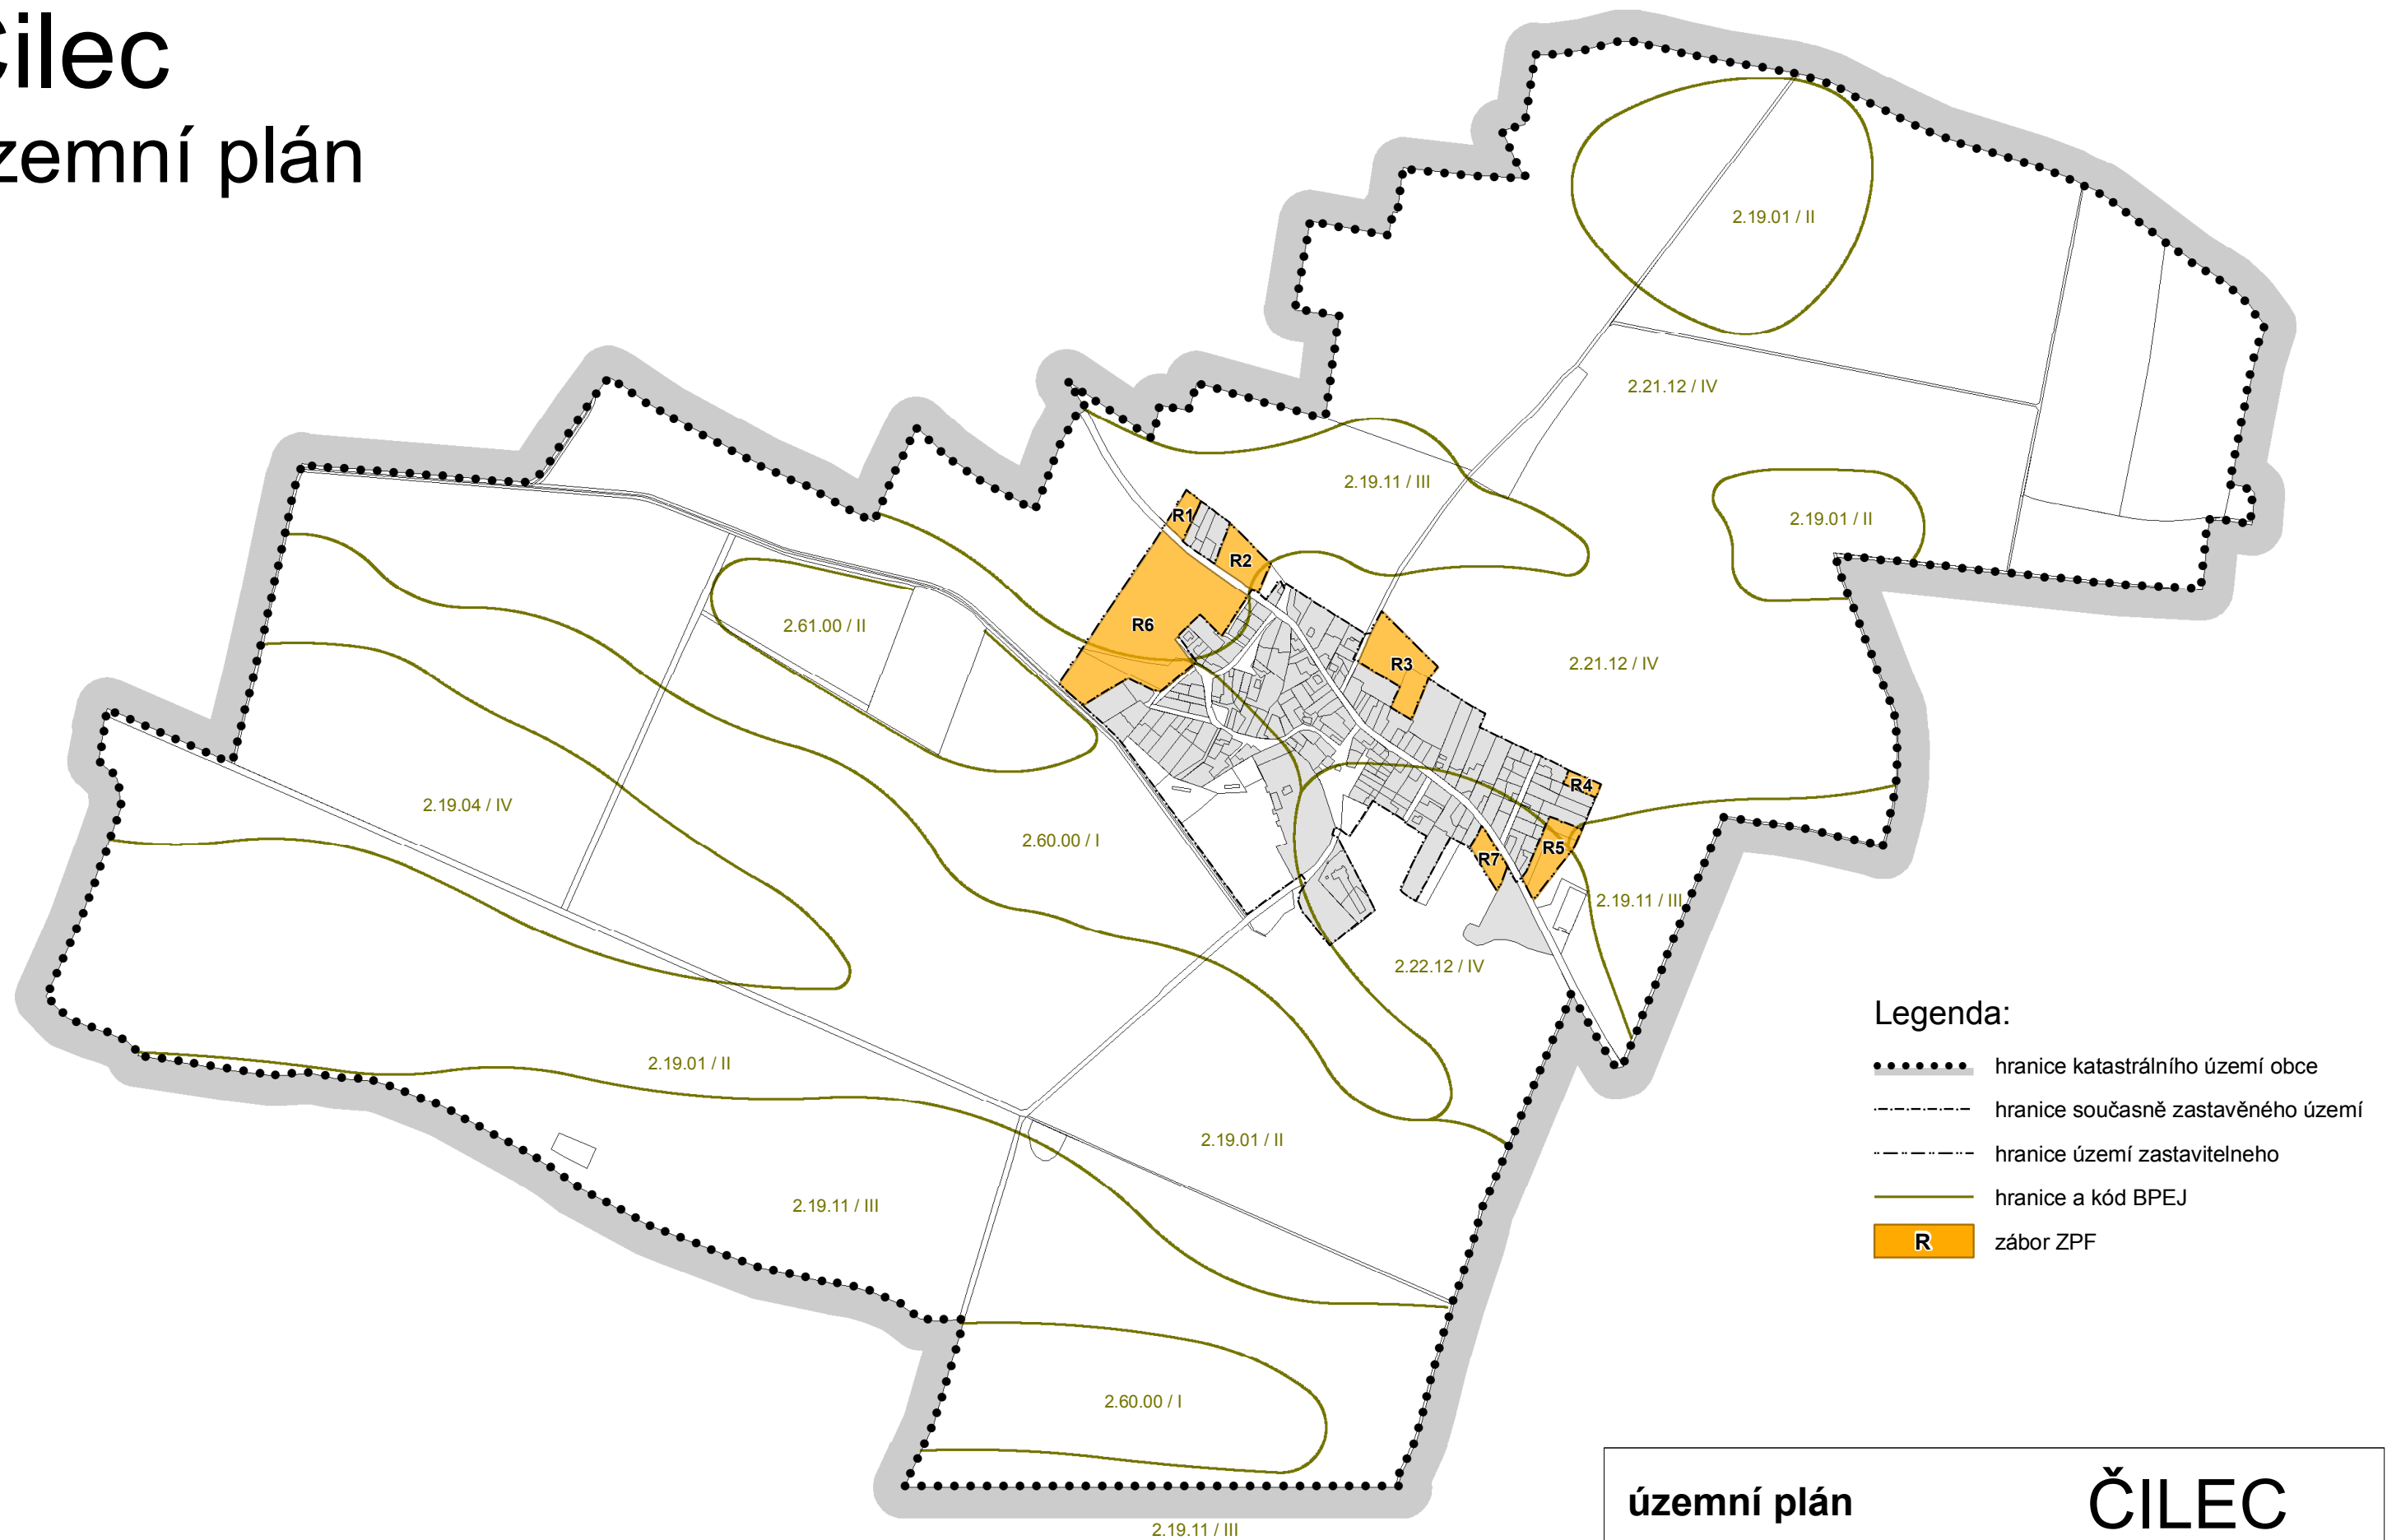 Čilec
zemní plán
2.19.01 / II
2.21.12 / IV
2.19.11 / III
2.19.01 / II
R1
R2
2.61.00 / II
R6
R3
2.21.12 / IV
R4
2.19.04 / IV
2.60.00 / I
R5
R7
2.19.11 / III
2.22.12 / IV
Legenda:
hranice katastrálního území obce
hranice současně zastavěného území
hranice území zastavitelneho
hranice a kód BPEJ
R zábor ZPF
2.19.01 / II
2.19.01 / II
2.19.11 / III
2.60.00 / I
územní plán ČILEC
2.19.11 / III